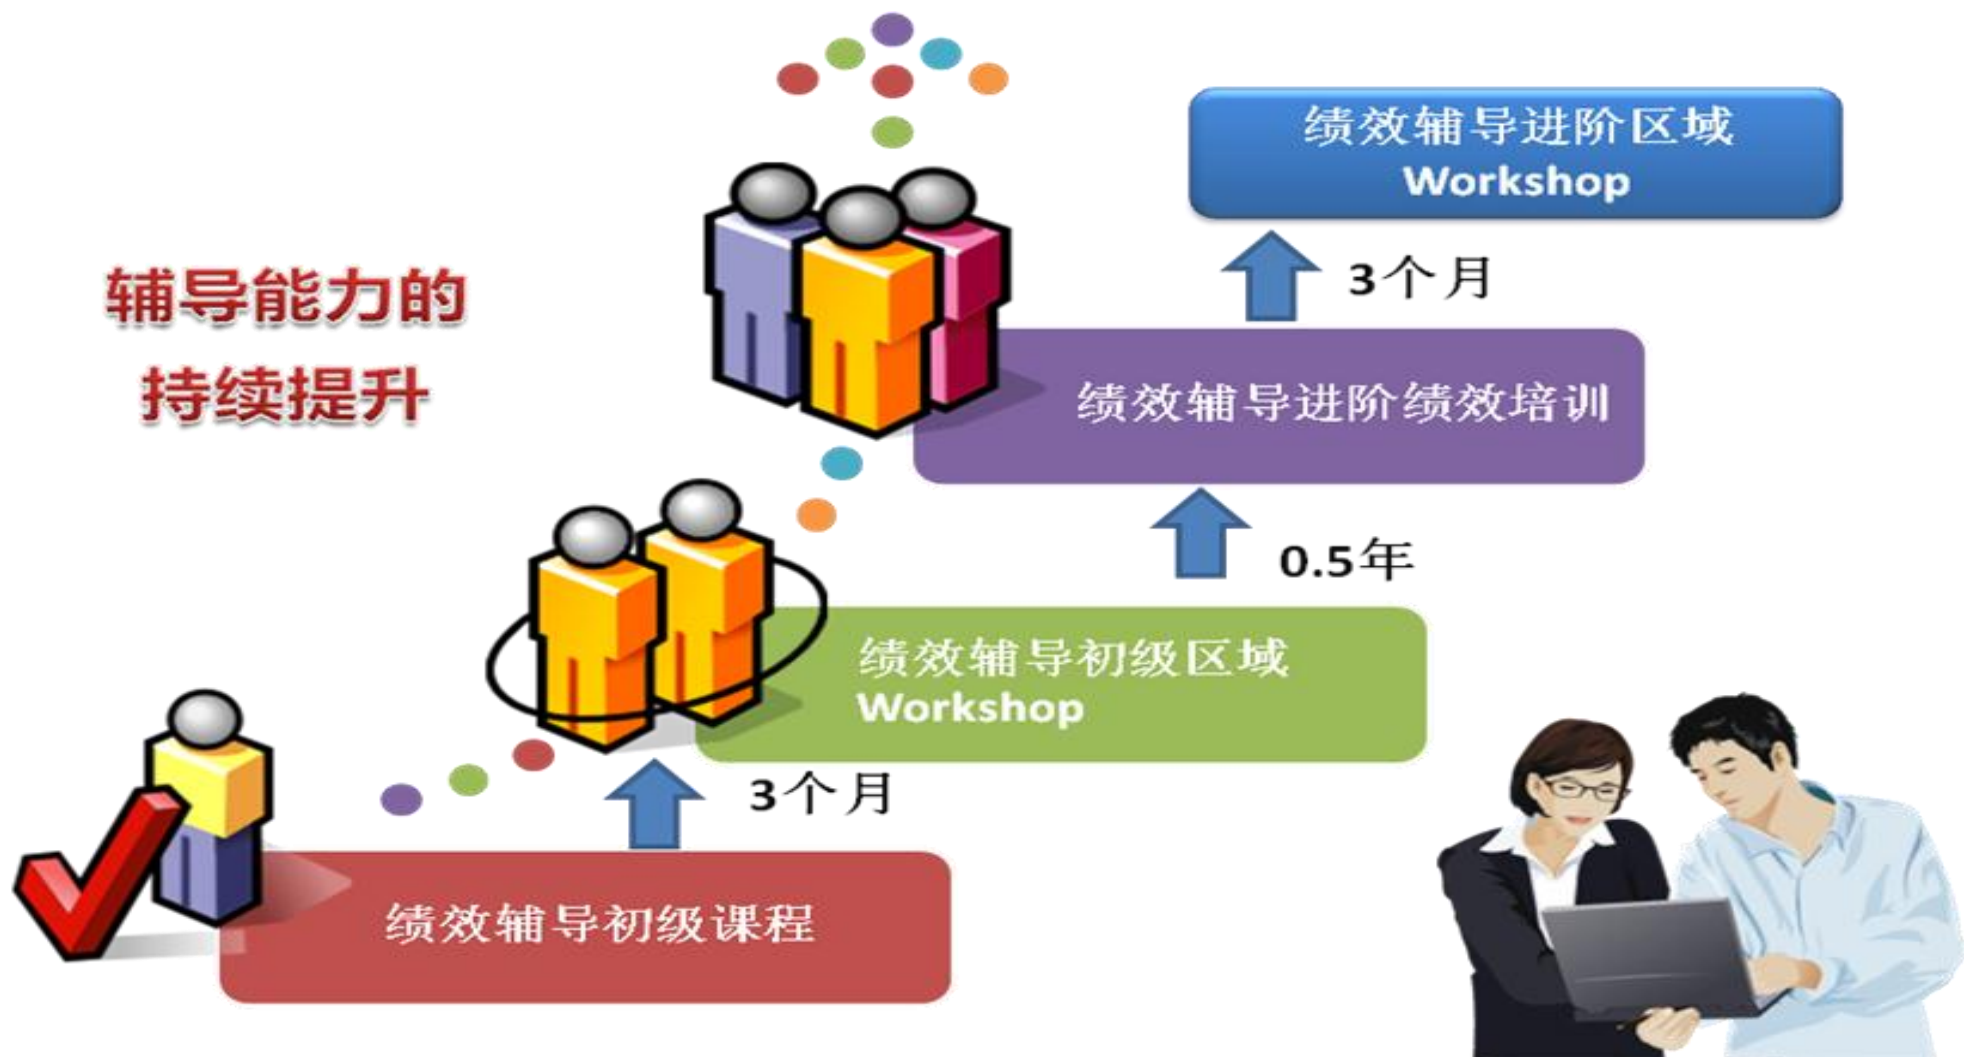 绩效辅导进阶区域
Workshop
3个月
辅导能力的
持续提升
绩效辅导进阶绩效培训
0.5年
绩效辅导初级区域
Workshop
3个月
绩效辅导初级课程